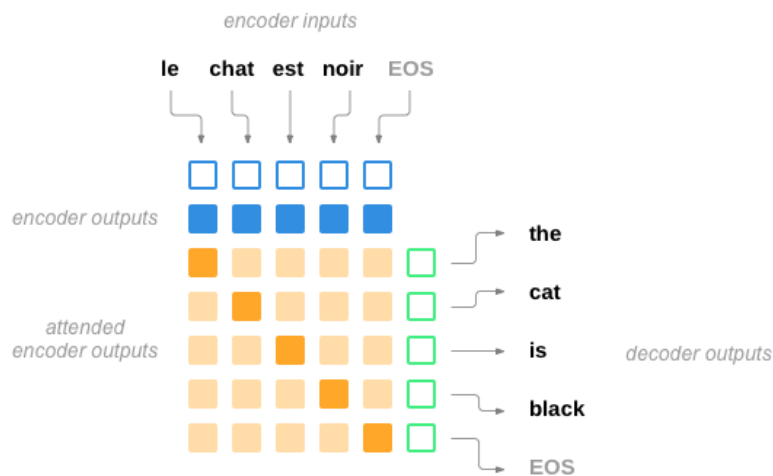 encoder inputs
le chat est noir EOS
encoder outputs
the
cat
attended
encoder outputs
is
decoder outputs
black
EOS